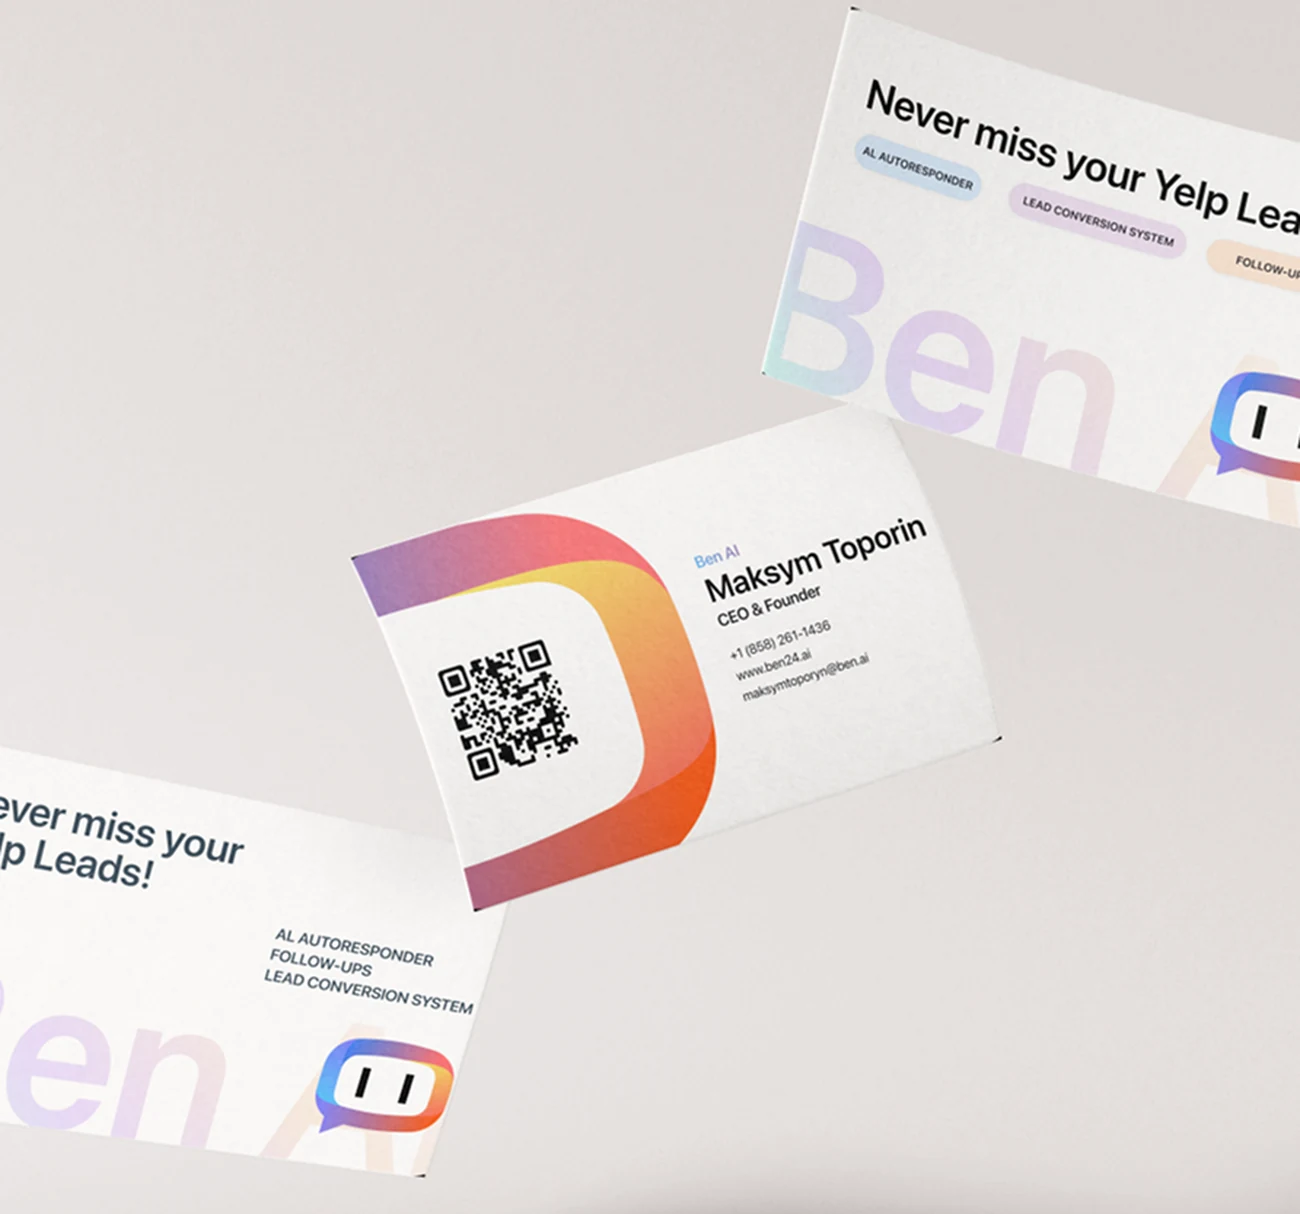 Never miss your Yelp Lea
AL AUTORESPONDER
LEAD CONVERSION SYSTEM
FOLLOW-UP
Ben A
Ben AI
Maksym Toporin
CEO & Founder
+1 (858) 261-1436
www.ben24.ai
maksymtoporyn@ben.ai
ever miss your
lp Leads!
AL AUTORESPONDER
FOLLOW-UPS
LEAD CONVERSION SYSTEM
Ben AI